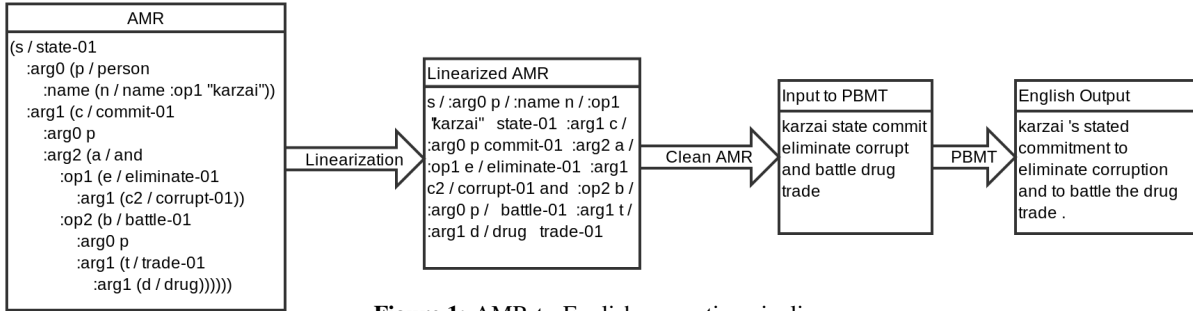 AMR
(s / state-01
:arg0 (p / person
:name (n / name :op1 "karzai"))
:arg1 (c / commit-01
:arg0 p
:arg2 (a / and
:op1 (e / eliminate-01
:arg1 (c2 / corrupt-01))
:op2 (b / battle-01
:arg0 p
:arg1 (t / trade-01
:arg1 (d / drug))))))
Linearization
Linearized AMR
s / :arg0 p / :name n / :op1
"karzai" state-01 :arg1 c /
:arg0 p commit-01 :arg2 a /
:op1 e / eliminate-01 :arg1
c2 / corrupt-01 and :op2 b /
:arg0 p / battle-01 :arg1 t /
:arg1 d / drug trade-01
Clean AMR
Input to PBMT
karzai state commit
eliminate corrupt
and battle drug
trade
PBMT
English Output
karzai 's stated
commitment to
eliminate corruption
and to battle the drug
trade .